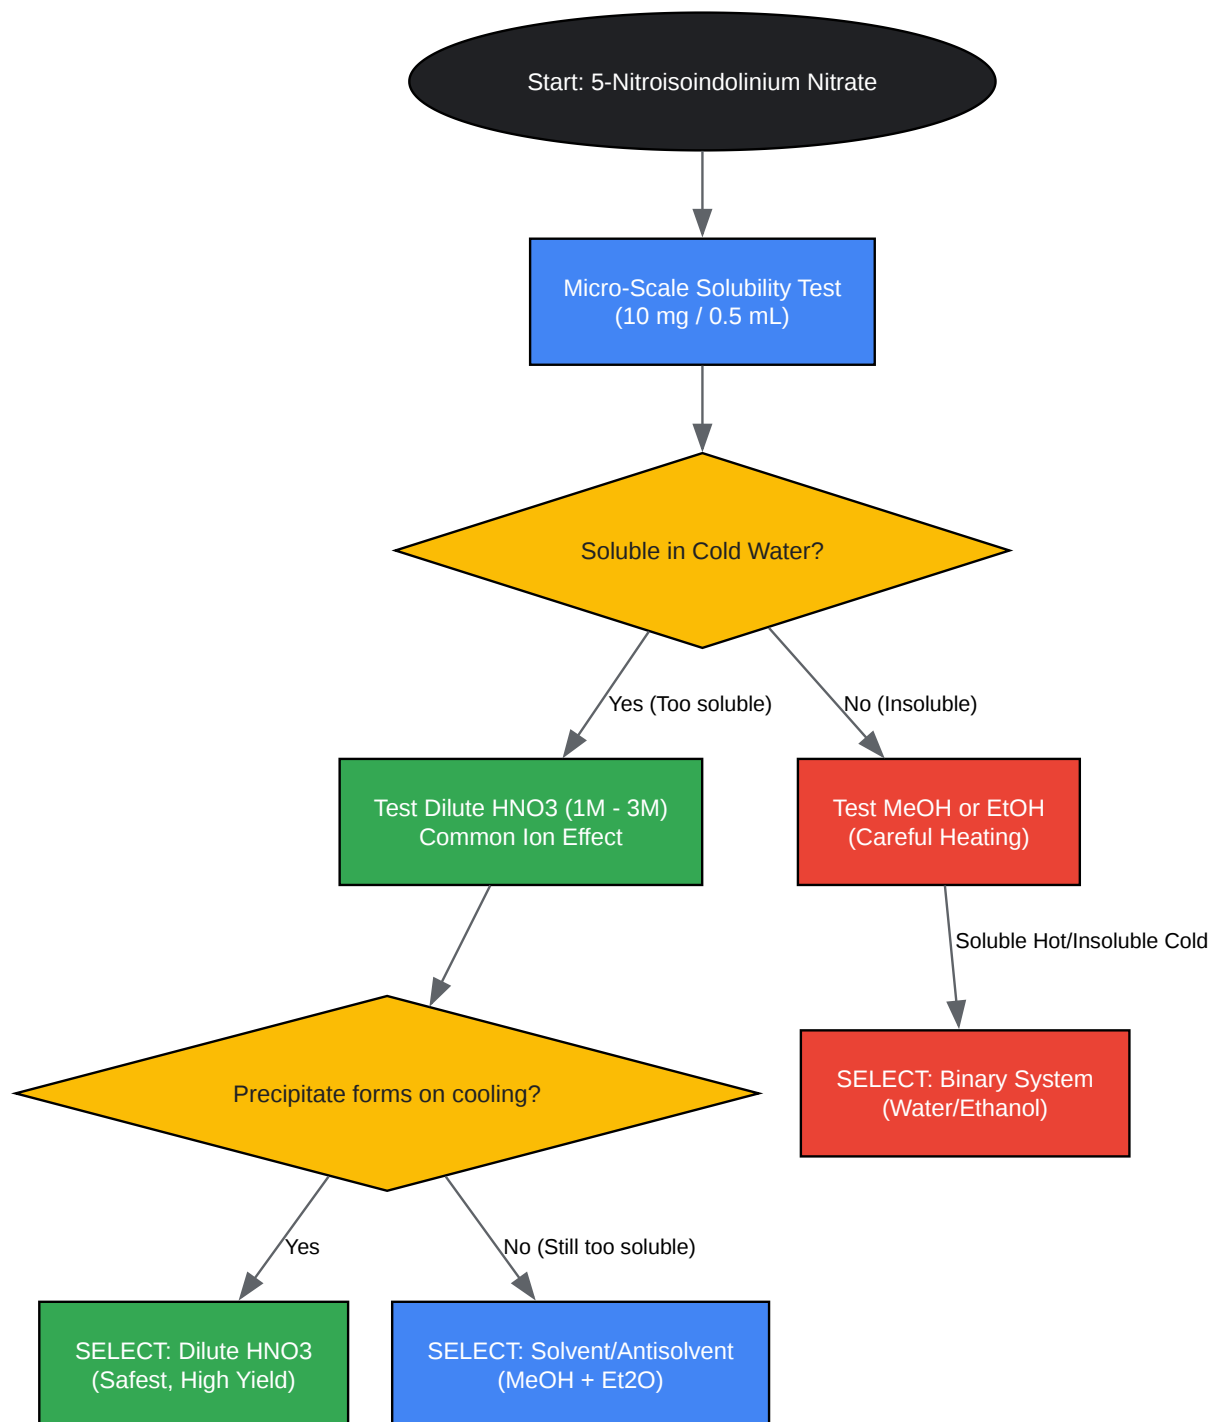 Start: 5-Nitroisoindolinium Nitrate
Micro-Scale Solubility Test
(10 mg / 0.5 mL)
Soluble in Cold Water?
Yes (Too soluble)
No (Insoluble)
Test Dilute HNO3 (1M - 3M)
Common Ion Effect
Test MeOH or EtOH
(Careful Heating)
Soluble Hot/Insoluble Cold
Precipitate forms on cooling?
SELECT: Binary System
(Water/Ethanol)
Yes
No (Still too soluble)
SELECT: Dilute HNO3
(Safest, High Yield)
SELECT: Solvent/Antisolvent
(MeOH + Et2O)